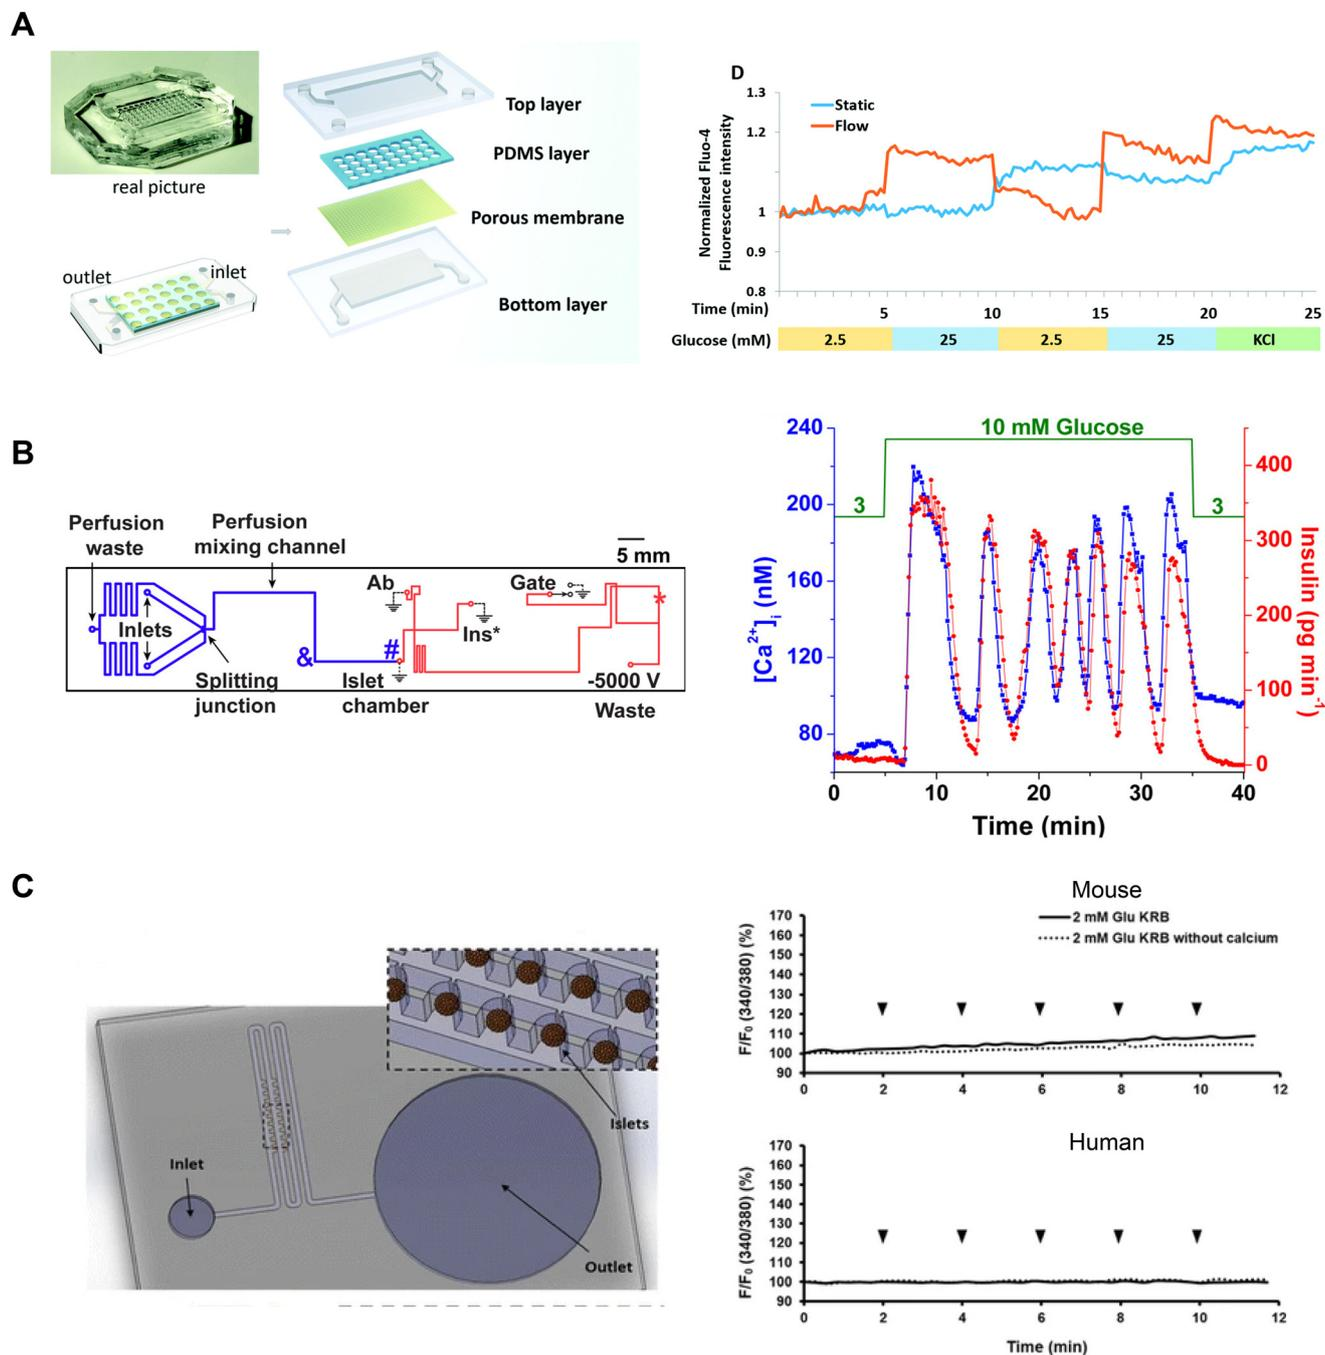 A
real picture
outlet
inlet
Top layer
PDMS layer
Porous membrane
Bottom layer
D
Static
Flow
Normalized Fluo-4
Fluorescence intensity
1.3
1.2
1
0.9
0.8
Time (min) 5 10 15 20 25
Glucose (mM) 2.5 25 2.5 25 KCl
B
Perfusion
waste
Perfusion
mixing channel
5 mm
Ab
Gate
*
Inlets
Ins*
&
#
Splitting
junction
Islet
chamber
-5000 V
Waste
10 mM Glucose
3
3
[Ca2+]i (nM)
240
200
160
120
80
Insulin (pg min-1)
400
300
200
100
0
0 10 20 30 40
Time (min)
C
Inlet
Islets
Outlet
Mouse
2 mM Glu KRB
2 mM Glu KRB without calcium
F/F0 (340/380) (%)
170
160
150
140
130
120
110
100
90
0 2 4 6 8 10 12
Human
F/F0 (340/380) (%)
170
160
150
140
130
120
110
100
90
0 2 4 6 8 10 12
Time (min)